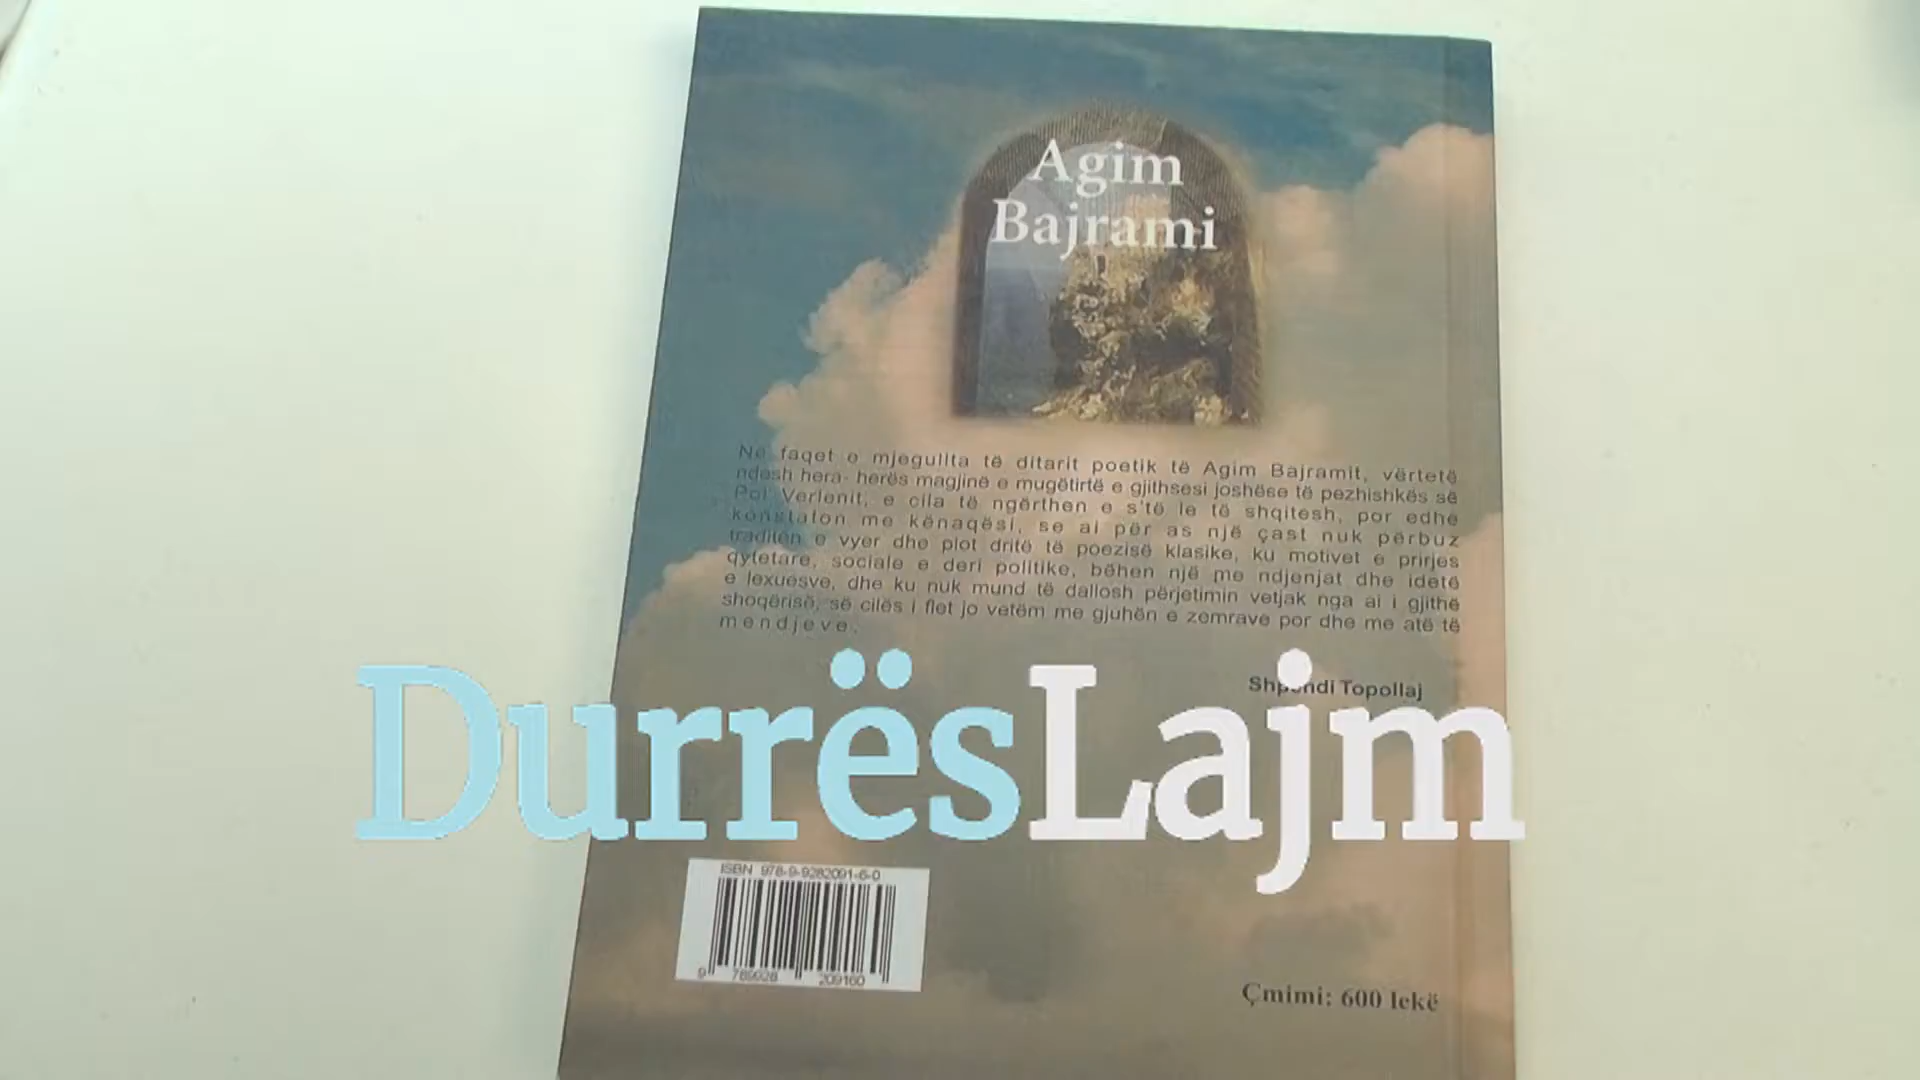 Agim
Bajrami
Në faqet e mjegullta të ditarit poetik të Agim Bajramit, vërtetë
ndesh hera- herës magjinë e mugëtirtë e gjithsesi joshëse të pezhishkës së
Pol Verlenit, e cila të ngërthen e s'të le të shqitesh, por edhe
konstaton me kënaqësi, se ai për as një çast nuk përbuz
traditën e vyer dhe plot dritë të poezisë klasike, ku motivet e prirjes
qytetare, sociale e deri politike, bëhen një me ndjenjat dhe idetë
e lexuesve, dhe ku nuk mund të dallosh përjetimin vetjak nga ai i gjithë
shoqërisë, së cilës i flet jo vetëm me gjuhën e zemrave por dhe me atë të
mendjeve.
Shpendi Topollaj
DurrësLajm
ISBN 978-9-9282091-6-0
9 789928 209160
Çmimi: 600 lekë